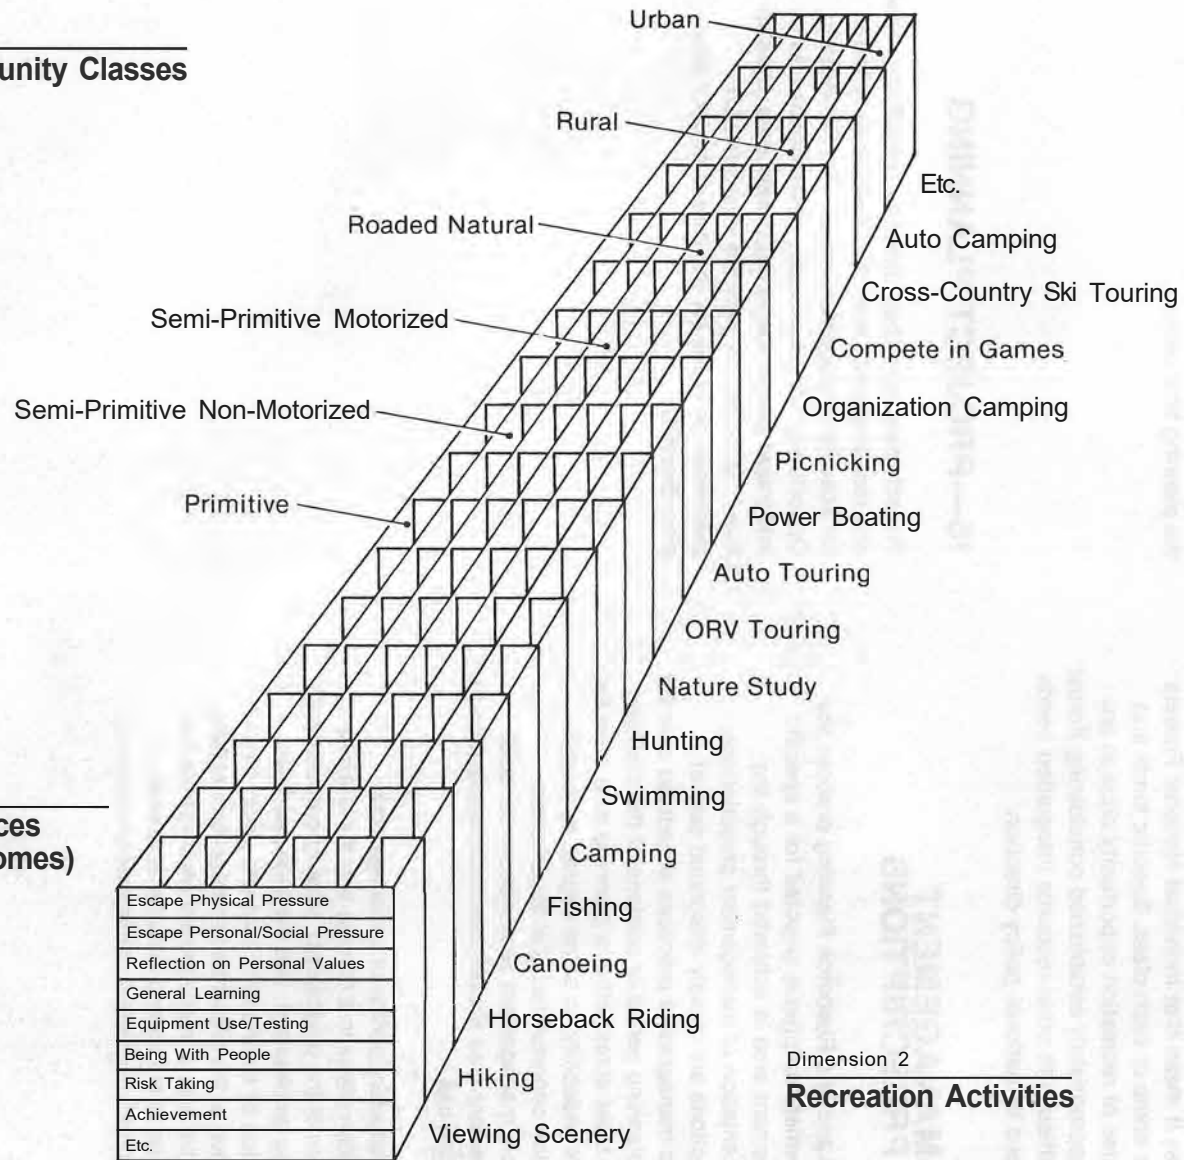 unity Classes
Urban
Rural
Roaded Natural
Semi-Primitive Motorized
Semi-Primitive Non-Motorized
Primitive
Etc.
Auto Camping
Cross-Country Ski Touring
Compete in Games
Organization Camping
Picnicking
Power Boating
Auto Touring
ORV Touring
Nature Study
Hunting
Swimming
Camping
Fishing
Canoeing
Horseback Riding
Hiking
Viewing Scenery
ces
omes)
Escape Physical Pressure
Escape Personal/Social Pressure
Reflection on Personal Values
General Learning
Equipment Use/Testing
Being With People
Risk Taking
Achievement
Etc.
Dimension 2
Recreation Activities